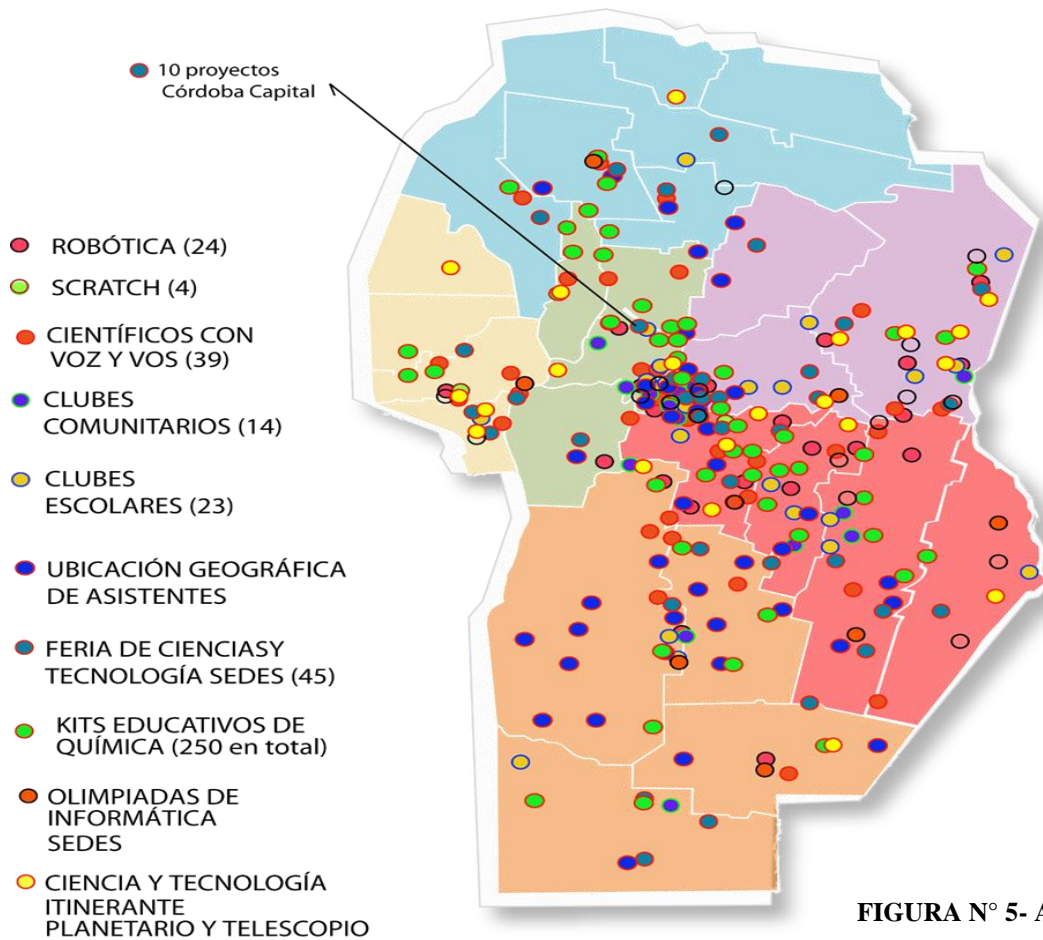 10 proyectos
Córdoba Capital
ROBÓTICA (24)
SCRATCH (4)
CIENTÍFICOS CON
VOZ Y VOS (39)
CLUBES
COMUNITARIOS (14)
CLUBES
ESCOLARES (23)
UBICACIÓN GEOGRÁFICA
DE ASISTENTES
FERIA DE CIENCIASY
TECNOLOGÍA SEDES (45)
KITS EDUCATIVOS DE
QUÍMICA (250 en total)
OLIMPIADAS DE
INFORMÁTICA
SEDES
CIENCIA Y TECNOLOGÍA
ITINERANTE
PLANETARIO Y TELESCOPIO
FIGURA N° 5- A